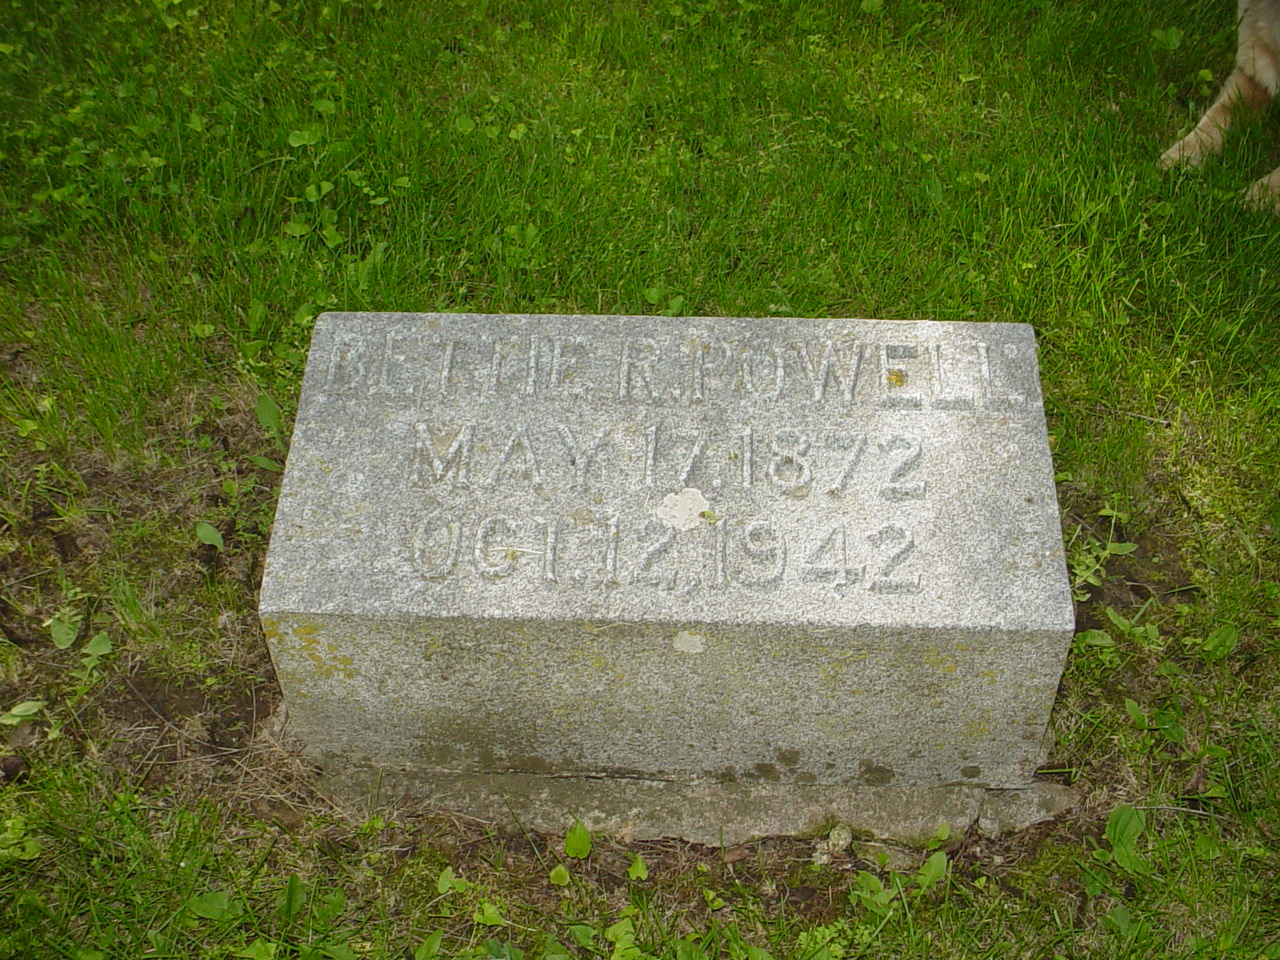 BETTIE R. POWELL
MAY 17, 1872
OCT. 12, 1942